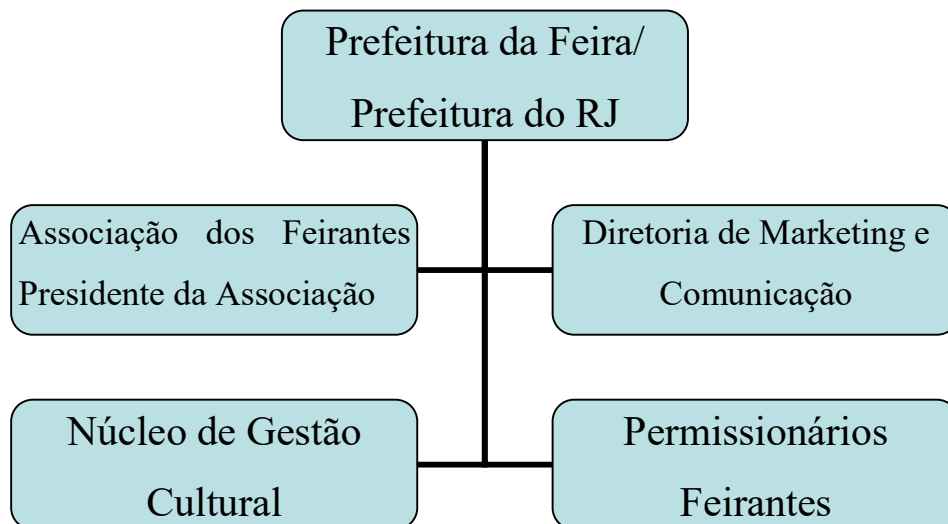 Prefeitura da Feira/
Prefeitura do RJ
Associação dos Feirantes
Presidente da Associação
Diretoria de Marketing e
Comunicação
Núcleo de Gestão
Cultural
Permissionários
Feirantes